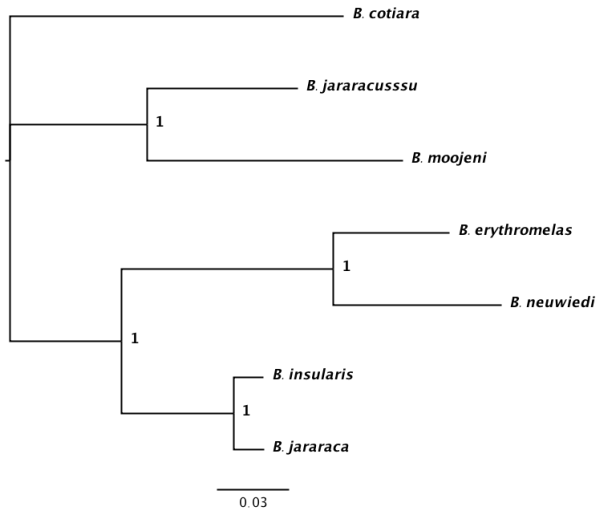 B. cotiara
B. jararacusssu
1
B. moojeni
B. erythromelas
1
B. neuwiedi
1
B. insularis
1
B. jararaca
0.03